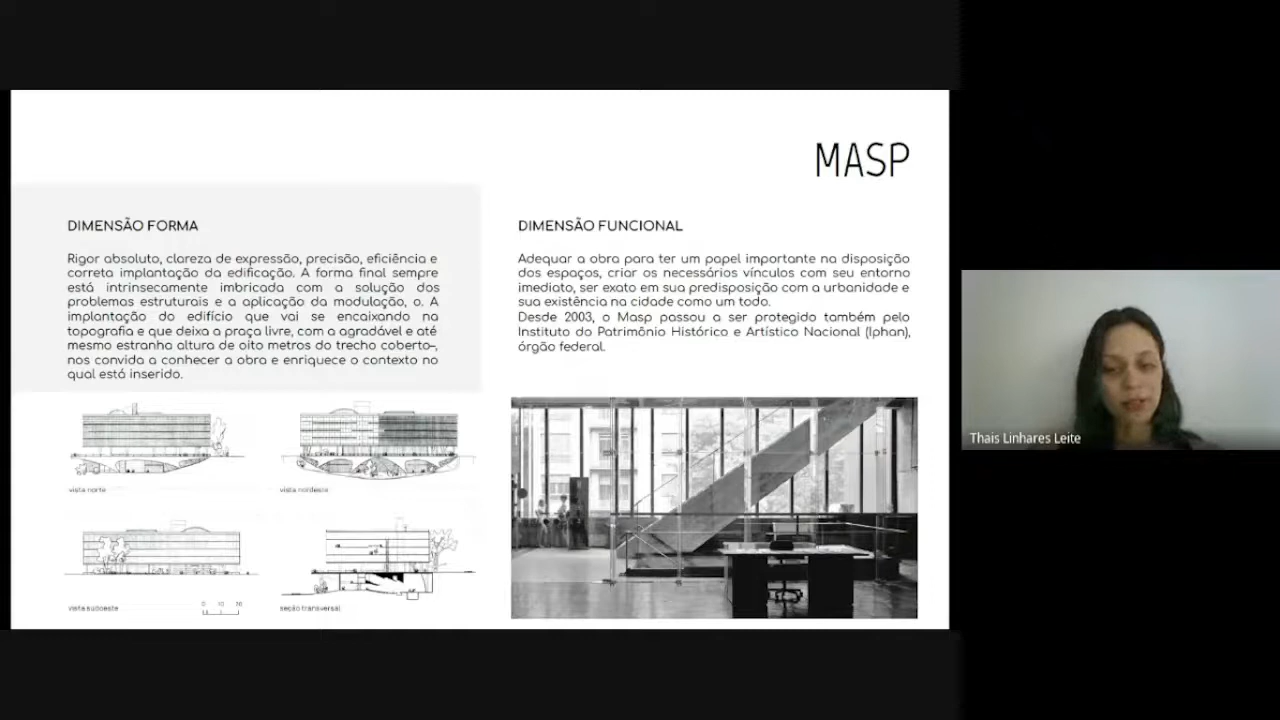 MASP
DIMENSÃO FORMA
Rigor absoluto, clareza de expressão, precisão, eficiência e
correta implantação da edificação. A forma final sempre
está intrinsecamente imbricada com a solução dos
problemas estruturais e a aplicação da modulação, o. A
implantação do edifício que vai se encaixando na
topografia e que deixa a praça livre, com a agradável e até
mesmo estranha altura de oito metros do trecho coberto–,
nos convida a conhecer a obra e enriquece o contexto no
qual está inserido.
DIMENSÃO FUNCIONAL
Adequar a obra para ter um papel importante na disposição
dos espaços, criar os necessários vínculos com seu entorno
imediato, ser exato em sua predisposição com a urbanidade e
sua existência na cidade como um todo.
Desde 2003, o Masp passou a ser protegido também pelo
Instituto do Patrimônio Histórico e Artístico Nacional (Iphan),
órgão federal.
vista norte
vista nordeste
vista sudoeste
0 10 20
seção transversal
Thais Linhares Leite